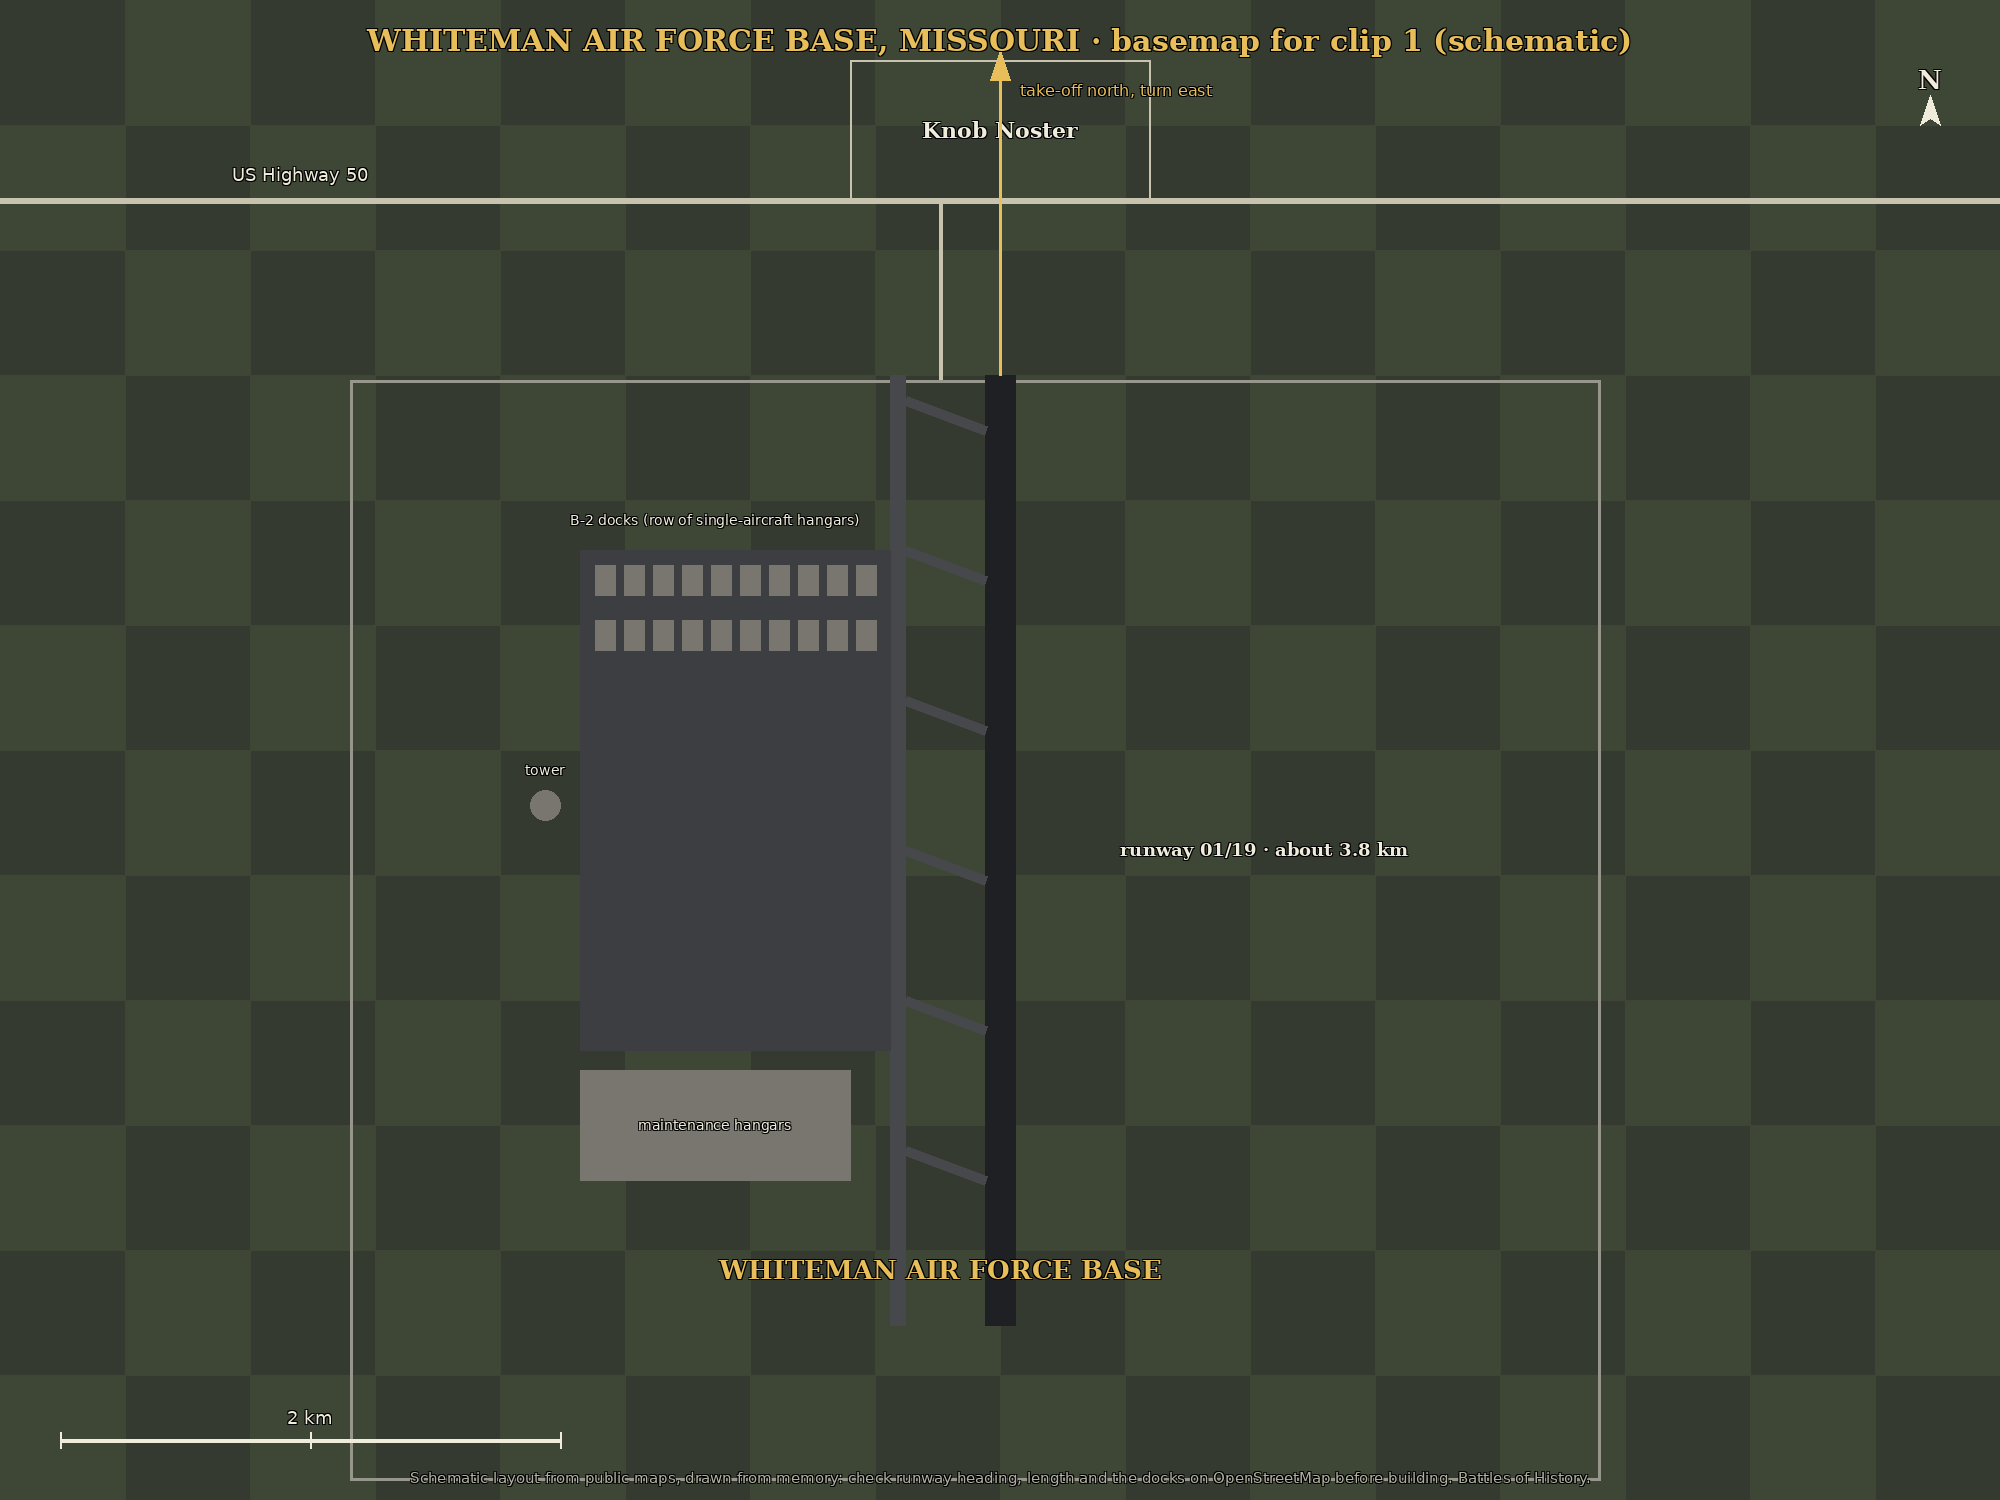 WHITEMAN AIR FORCE BASE, MISSOURI · basemap for clip 1 (schematic)
N
take-off north, turn east
Knob Noster
US Highway 50
B-2 docks (row of single-aircraft hangars)
tower
runway 01/19 · about 3.8 km
maintenance hangars
WHITEMAN AIR FORCE BASE
2 km
Schematic layout from public maps, drawn from memory: check runway heading, length and the docks on OpenStreetMap before building. Battles of History.